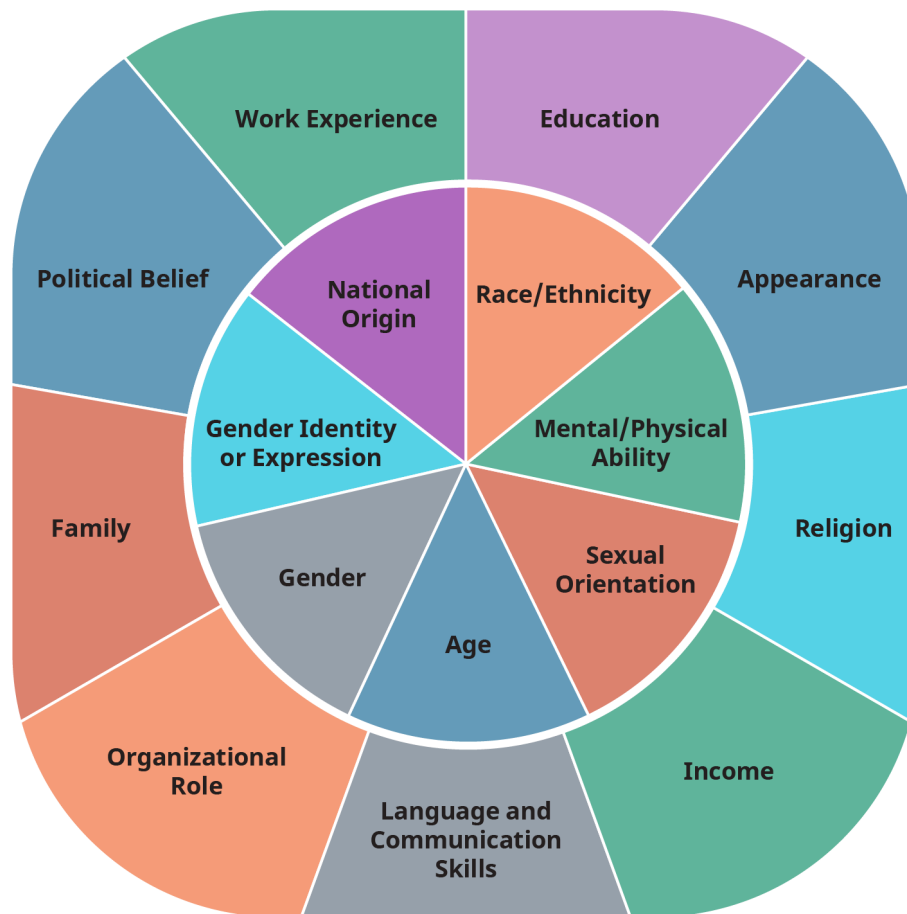 Work Experience
Education
Political Belief
Appearance
National
Origin
Race/Ethnicity
Gender Identity
or Expression
Mental/Physical
Ability
Family
Religion
Gender
Sexual
Orientation
Age
Organizational
Role
Income
Language and
Communication
Skills